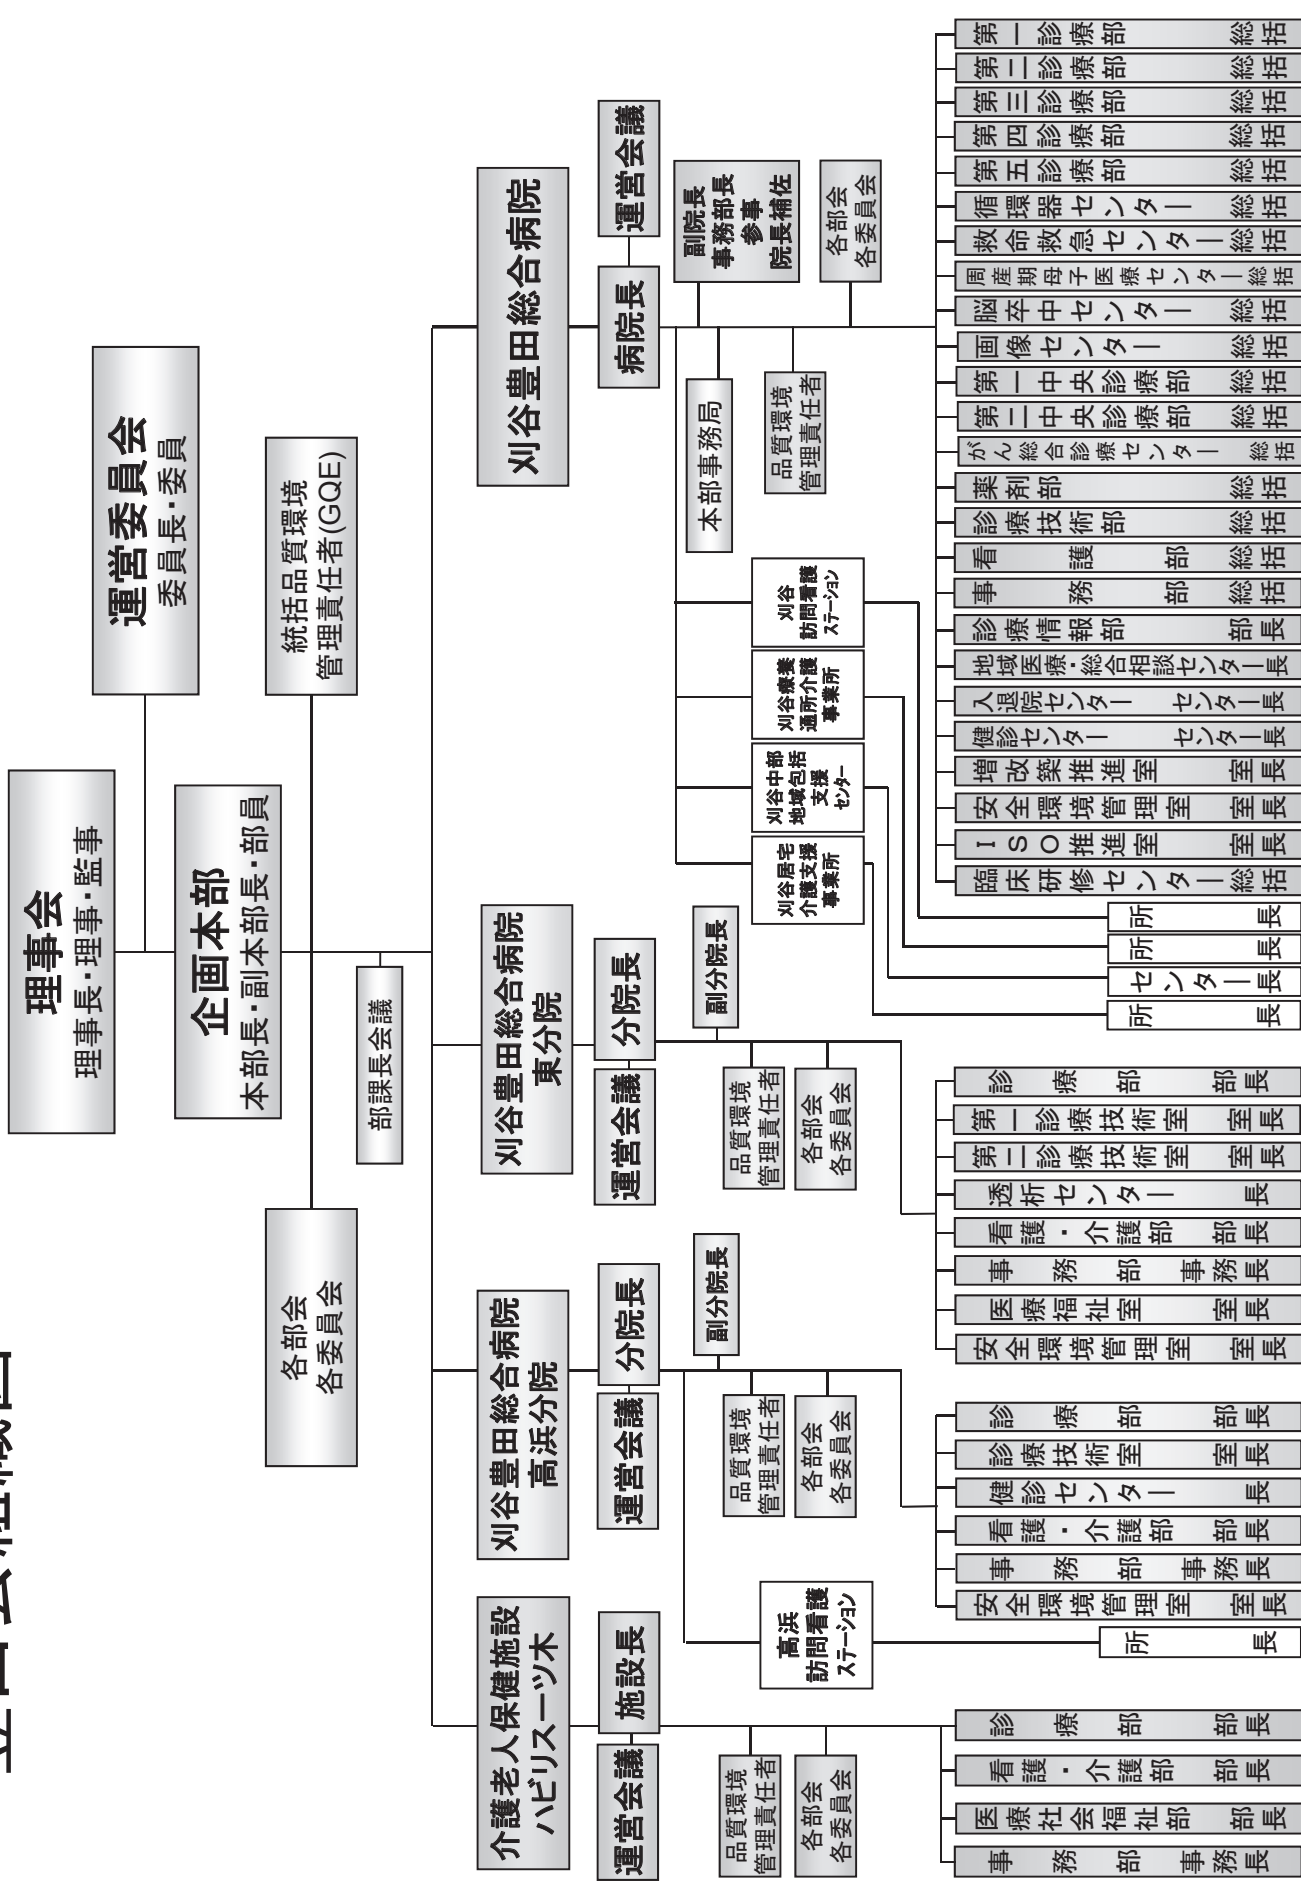 理事会
理事長・理事・監事
運営委員会
委員長・委員
企画本部
本部長・副本部長・部員
各部会
各委員会
統括品質環境
管理責任者(GQE)
部課長会議
介護老人保健施設
ハビリスーツ木
運営会議
施設長
品質環境
管理責任者
各部会
各委員会
事務部 事務長
医療社会福祉部 部長
看護・介護部 部長
診療部 部長
刈谷豊田総合病院
高浜分院
運営会議
分院長
副分院長
品質環境
管理責任者
各部会
各委員会
高浜
訪問看護
ステーション
所長
安全環境管理室 室長
事務部 事務長
看護・介護部 部長
健診センター 長
診療技術室 室長
診療部 部長
刈谷豊田総合病院
東分院
運営会議
分院長
副分院長
品質環境
管理責任者
各部会
各委員会
安全環境管理室 室長
医療福祉室 室長
事務部 事務長
看護・介護部 部長
透析センター 長
第二診療技術室 室長
第一診療技術室 室長
診療部 部長
刈谷豊田総合病院
病院長
運営会議
副院長
事務部長
参事
院長補佐
本部事務局
品質環境
管理責任者
各部会
各委員会
刈谷居宅
介護支援
事業所
刈谷中部
地域包括
支援
センター
刈谷療養
通所介護
事業所
刈谷
訪問看護
ステーション
所長
センター長
所長
所長
臨床研修センター総括
ISO推進室 室長
安全環境管理室 室長
増改築推進室 室長
健診センター センター長
入退院センター センター長
地域医療・総合相談センター長
診療情報部 部長
事務部 総括
看護部 総括
診療技術部 総括
薬剤部 総括
がん総合診療センター 総括
第二中央診療部 総括
第一中央診療部 総括
画像センター 総括
脳卒中センター 総括
周産期母子医療センター総括
救命救急センター総括
循環器センター 総括
第五診療部 総括
第四診療部 総括
第三診療部 総括
第二診療部 総括
第一診療部 総括